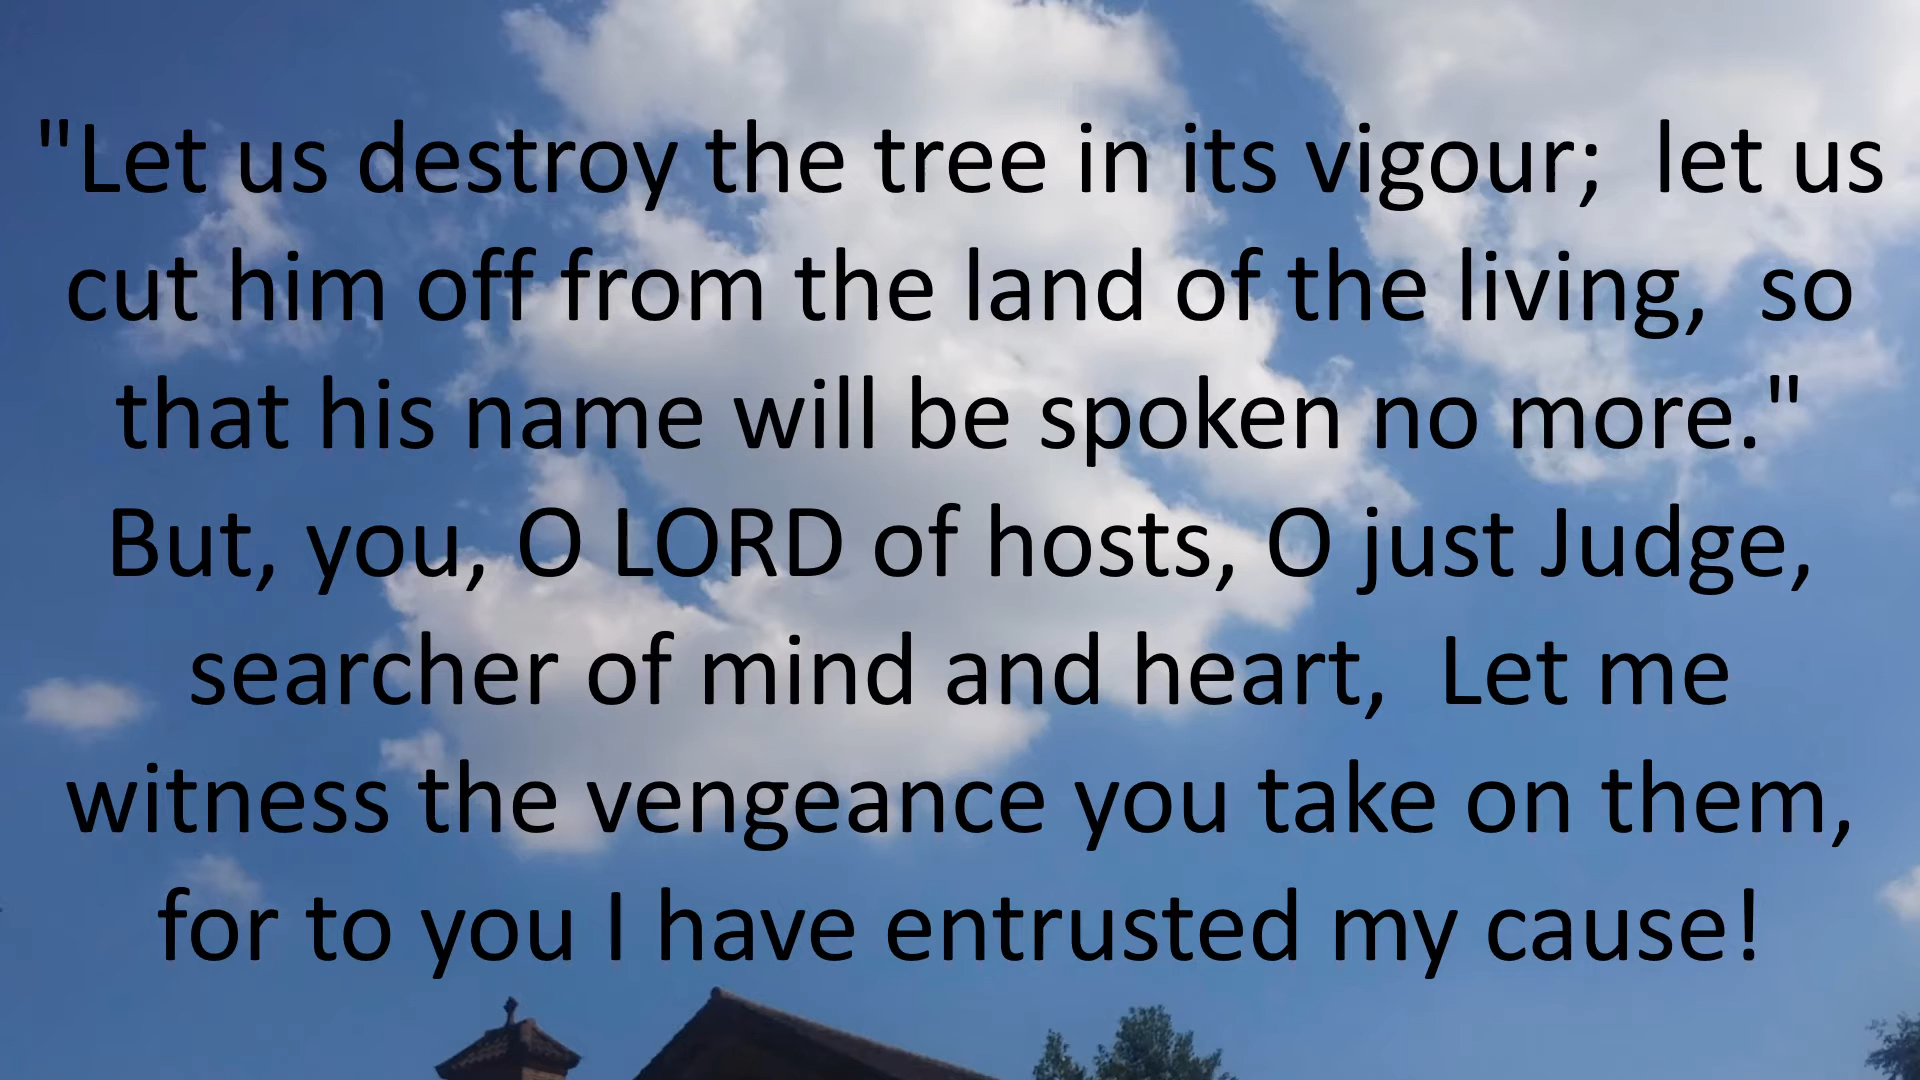 "Let us destroy the tree in its vigour;  let us
cut him off from the land of the living,  so
that his name will be spoken no more."
But, you, O LORD of hosts, O just Judge,
searcher of mind and heart,  Let me
witness the vengeance you take on them,
for to you I have entrusted my cause!